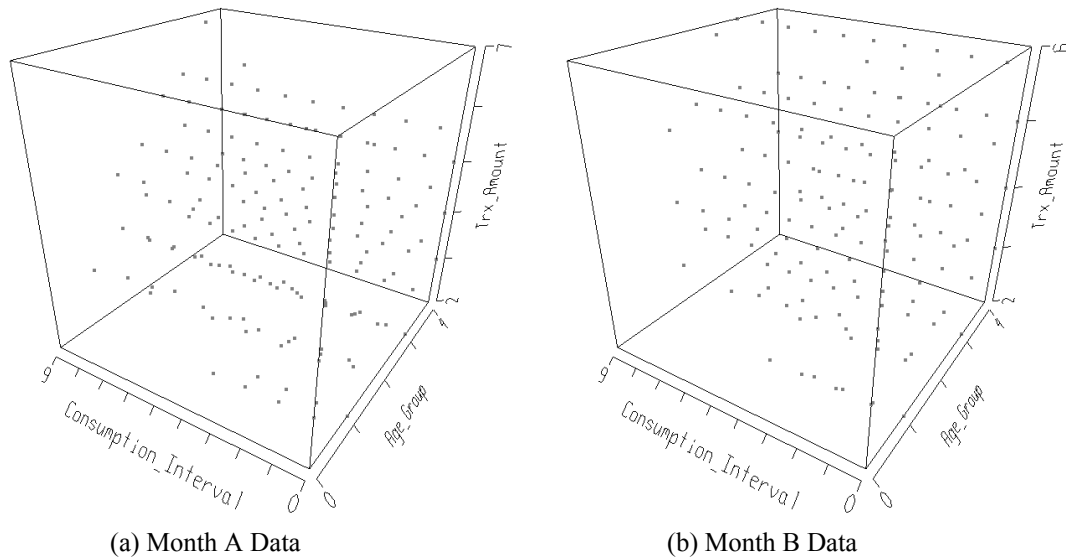 7
Trx_Amount
2
4
Age_Group
0
9
Consumption_Interval
0
(a) Month A Data
6
Trx_Amount
2
4
Age_Group
0
9
Consumption_Interval
0
(b) Month B Data